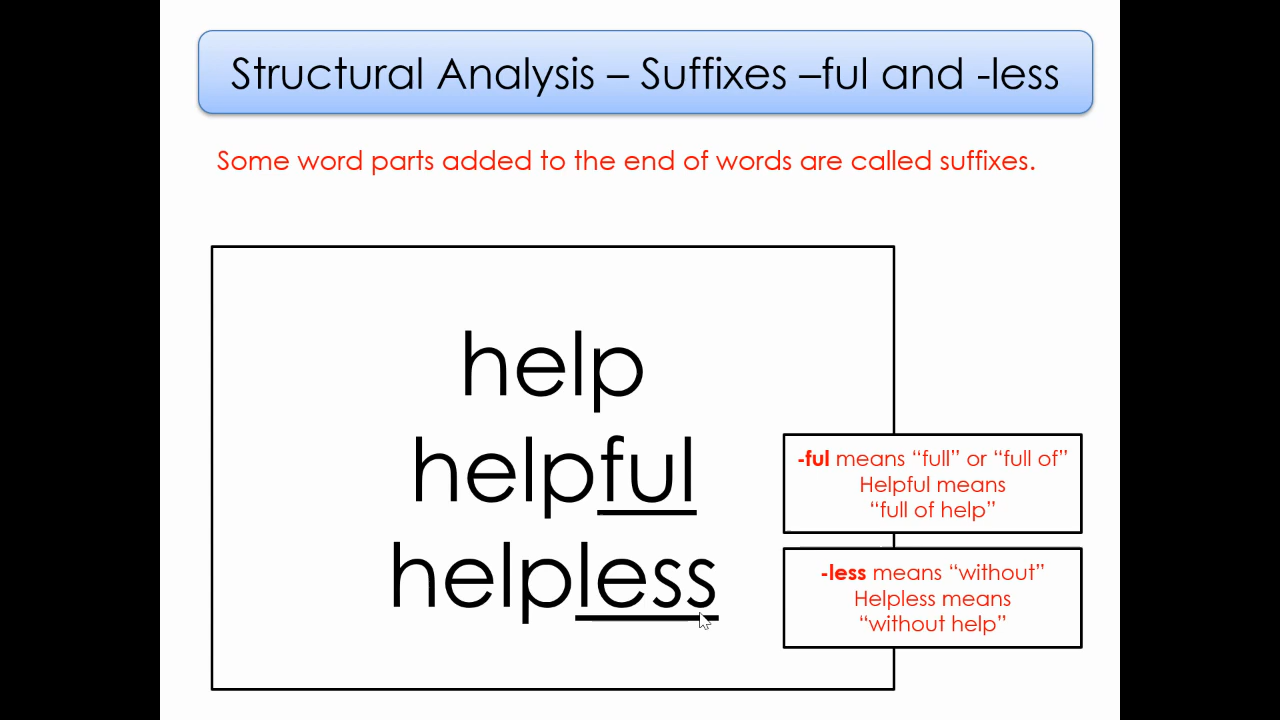 Structural Analysis – Suffixes –ful and -less
Some word parts added to the end of words are called suffixes.
help
helpful
helpless
-ful means “full” or “full of”
Helpful means
“full of help”
-less means “without”
Helpless means
“without help”